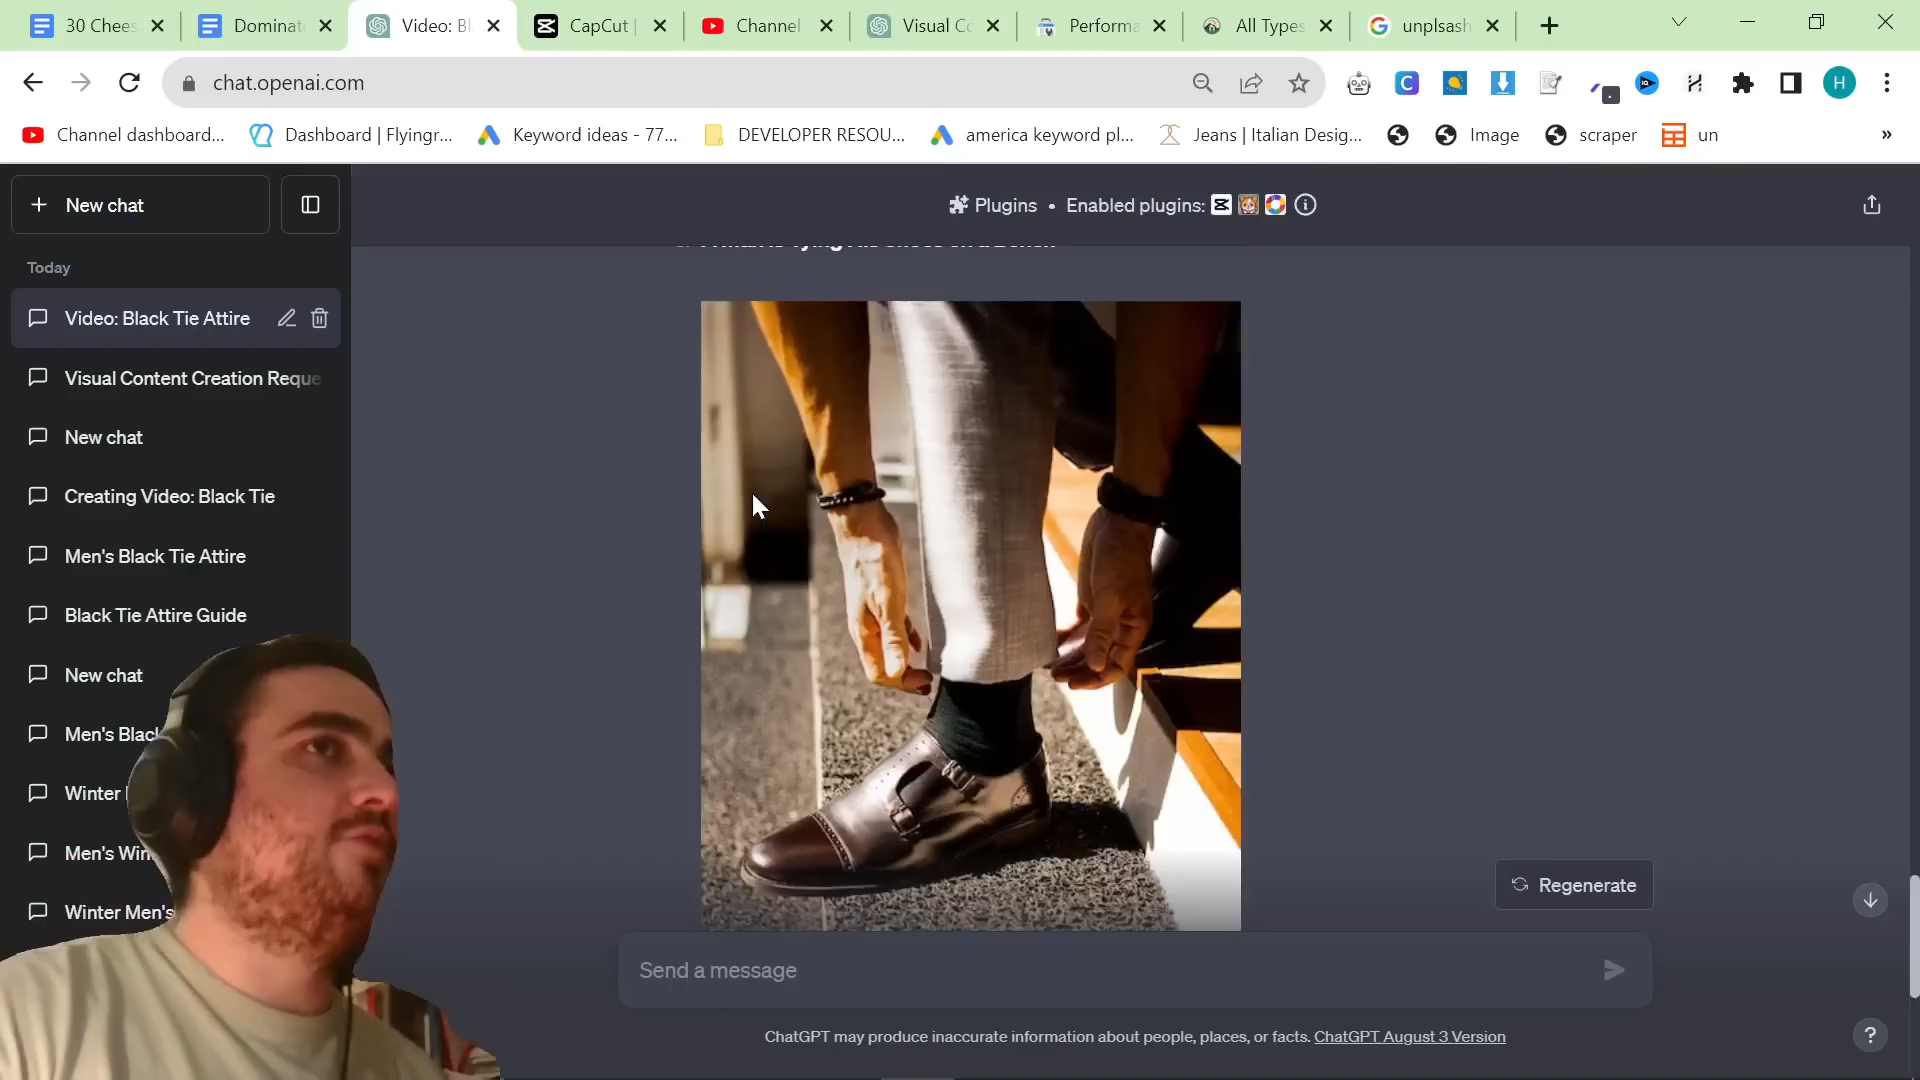 30 Chees
Dominate
Video: Bl
CapCut |
Channel
Visual Co
Performa
All Types
unplsash
chat.openai.com
C
H
Channel dashboard...
Dashboard | Flyingr...
Keyword ideas - 77...
DEVELOPER RESOU...
america keyword pl...
Jeans | Italian Desig...
Image
scraper
un
»
New chat
Plugins • Enabled plugins:
Today
Video: Black Tie Attire
Visual Content Creation Reque
New chat
Creating Video: Black Tie
Men's Black Tie Attire
Black Tie Attire Guide
New chat
Men's Black
Winter
Men's Win
Winter Men's
Regenerate
Send a message
ChatGPT may produce inaccurate information about people, places, or facts. ChatGPT August 3 Version
?